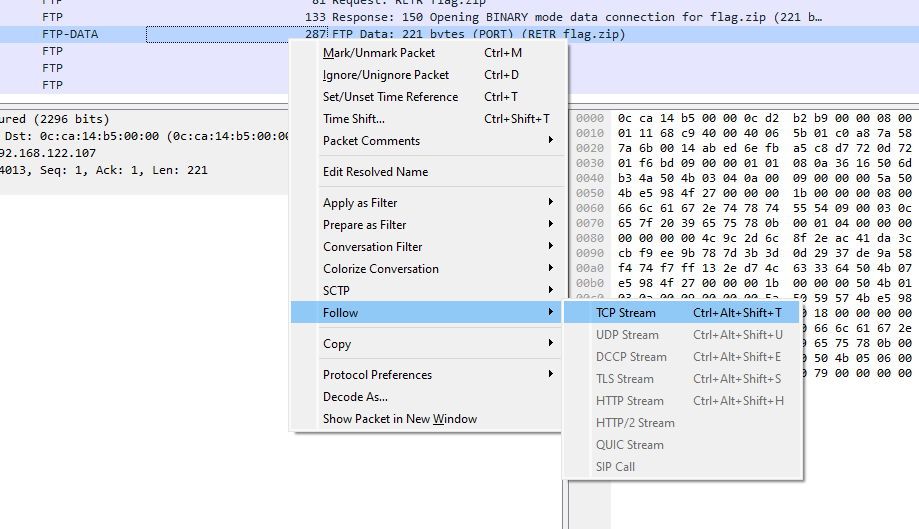 FTP 81 Request: RETR flag.zip
FTP 133 Response: 150 Opening BINARY mode data connection for flag.zip (221 b…
FTP-DATA 287 FTP Data: 221 bytes (PORT) (RETR flag.zip)
FTP
FTP
FTP
Mark/Unmark Packet Ctrl+M
Ignore/Unignore Packet Ctrl+D
Set/Unset Time Reference Ctrl+T
Time Shift... Ctrl+Shift+T
Packet Comments
Edit Resolved Name
Apply as Filter
Prepare as Filter
Conversation Filter
Colorize Conversation
SCTP
Follow
Copy
Protocol Preferences
Decode As...
Show Packet in New Window
TCP Stream Ctrl+Alt+Shift+T
UDP Stream Ctrl+Alt+Shift+U
DCCP Stream Ctrl+Alt+Shift+E
TLS Stream Ctrl+Alt+Shift+S
HTTP Stream Ctrl+Alt+Shift+H
HTTP/2 Stream
QUIC Stream
SIP Call
ured (2296 bits)
Dst: 0c:ca:14:b5:00:00 (0c:ca:14:b5:00:00
92.168.122.107
4013, Seq: 1, Ack: 1, Len: 221
0000 0c ca 14 b5 00 00 0c d2 b2 b9 00 00 08 00
0010 01 11 68 c9 40 00 40 06 5b 01 c0 a8 7a 58
0020 7a 6b 00 14 ab ed 6e fb a5 c8 d7 72 0d 72
0030 01 f6 bd 09 00 00 01 01 08 0a 36 16 50 6d
0040 b3 4a 50 4b 03 04 0a 00 09 00 00 00 5a 50
0050 4b e5 98 4f 27 00 00 00 1b 00 00 00 08 00
0060 66 6c 61 67 2e 74 78 74 55 54 09 00 03 0c
0070 65 7f 20 39 65 75 78 0b 00 01 04 00 00 00
0080 00 00 00 00 4c 9c 2d 6c 8f 2e ac 41 da 3c
0090 cb f9 ee 9b 78 7d 3b 3d 0d 29 37 de 9a 58
00a0 f4 74 f7 ff 13 2e d7 4c 63 33 64 50 4b 07
00b0 e5 98 4f 27 00 00 00 1b 00 00 00 50 4b 01
00c0 03 0a 00 09 00 00 00 5a 50 59 57 4b e5 98
18 00 00 00 00
00 66 6c 61 67 2e
65 75 78 0b 00
50 4b 05 06 00
79 00 00 00 00